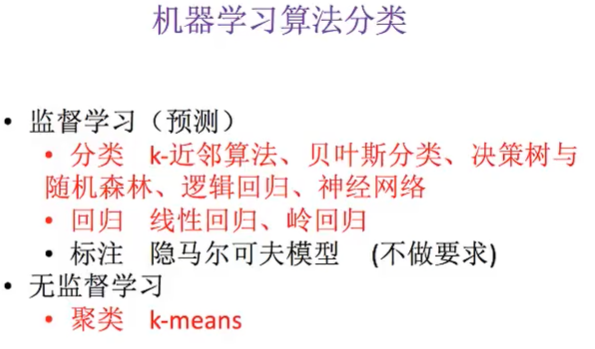 机器学习算法分类
• 监督学习（预测）
• 分类 k-近邻算法、贝叶斯分类、决策树与
随机森林、逻辑回归、神经网络
• 回归 线性回归、岭回归
• 标注 隐马尔可夫模型 (不做要求)
• 无监督学习
• 聚类 k-means